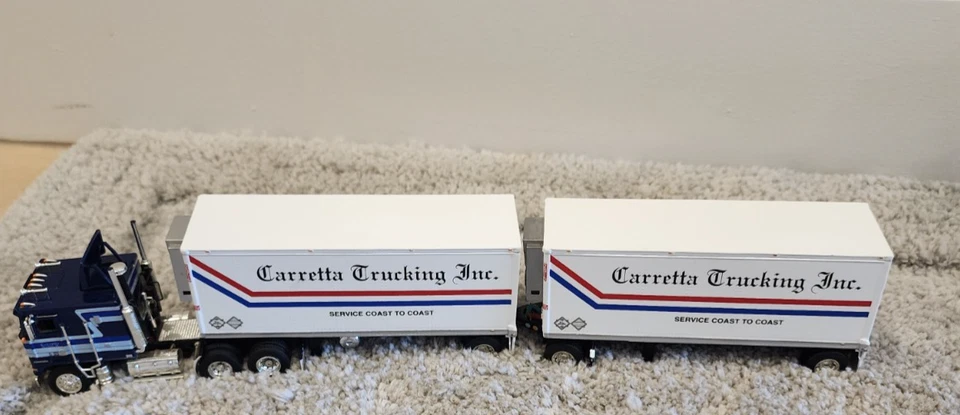 Carretta Trucking Inc.
SERVICE COAST TO COAST
Carretta Trucking Inc.
SERVICE COAST TO COAST